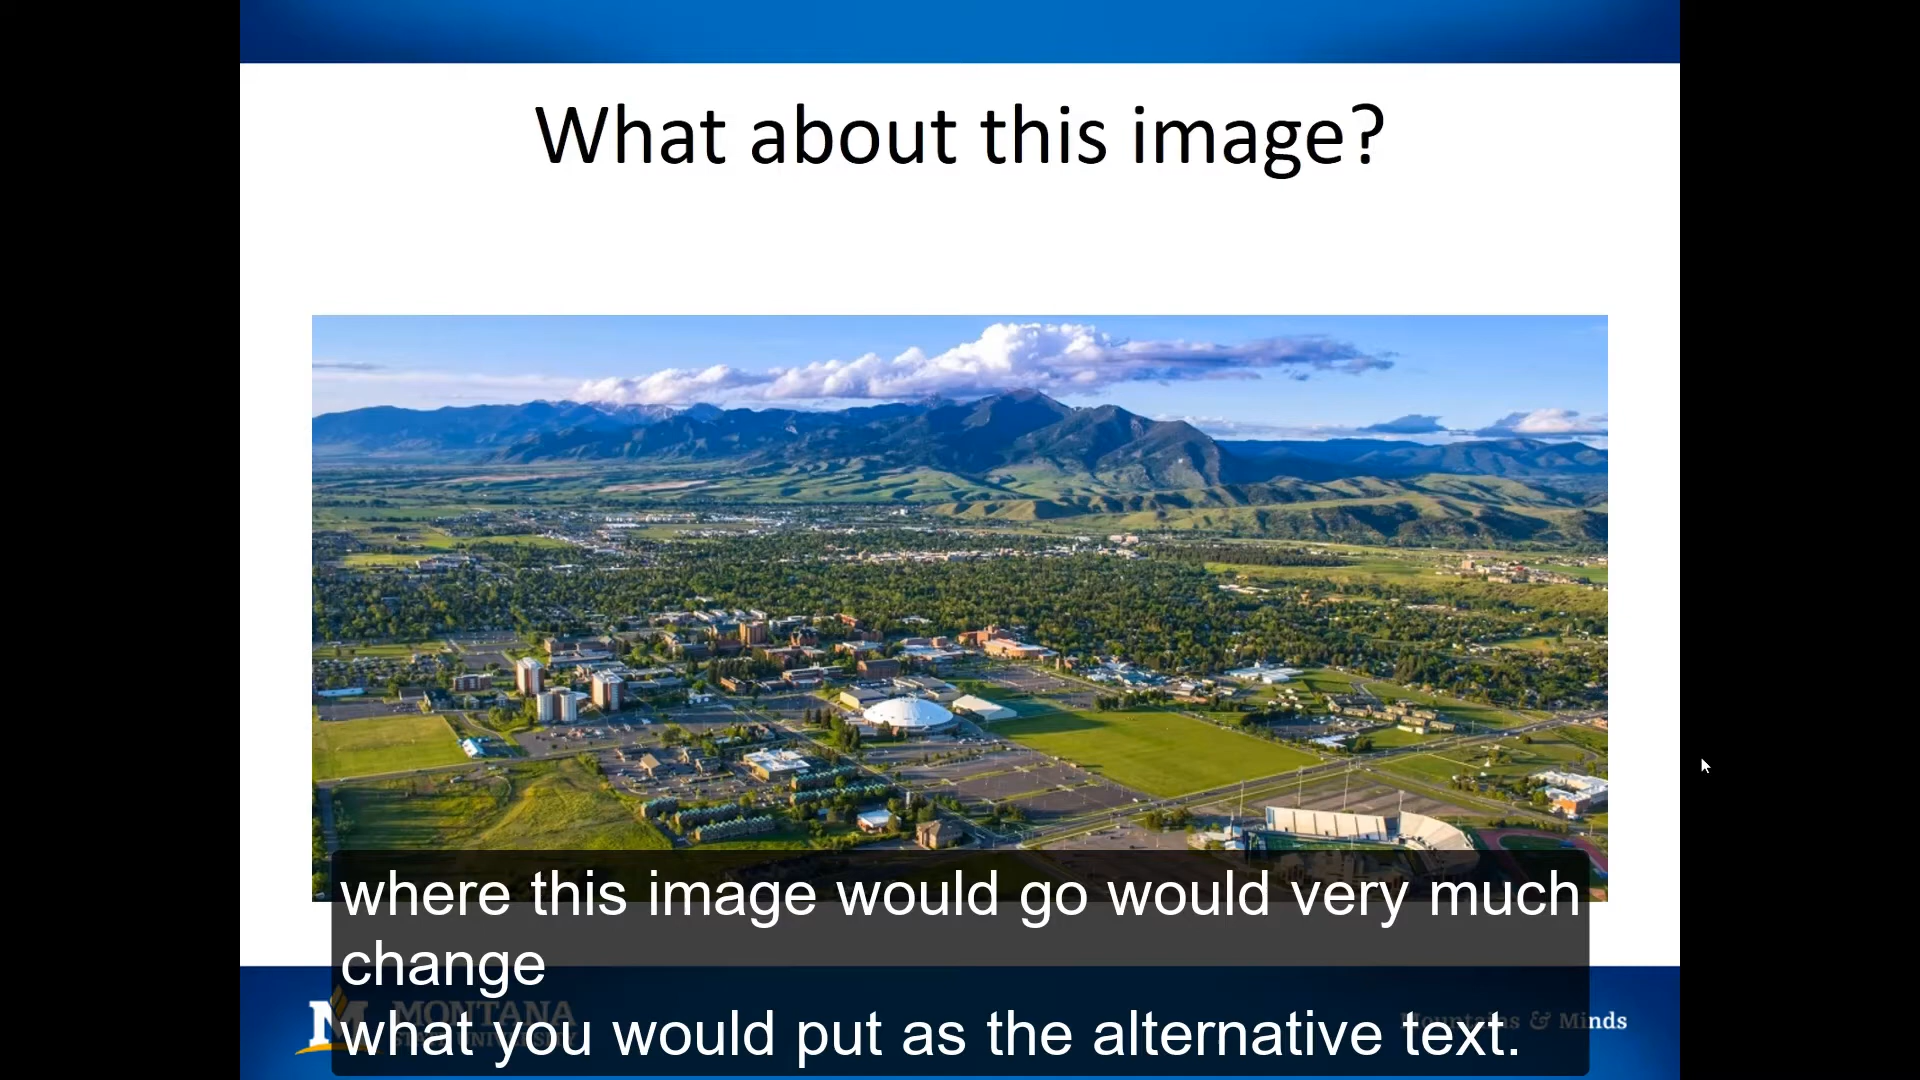 What about this image?
where this image would go would very much
change
what you would put as the alternative text.
MONTANA
Mountains & Minds